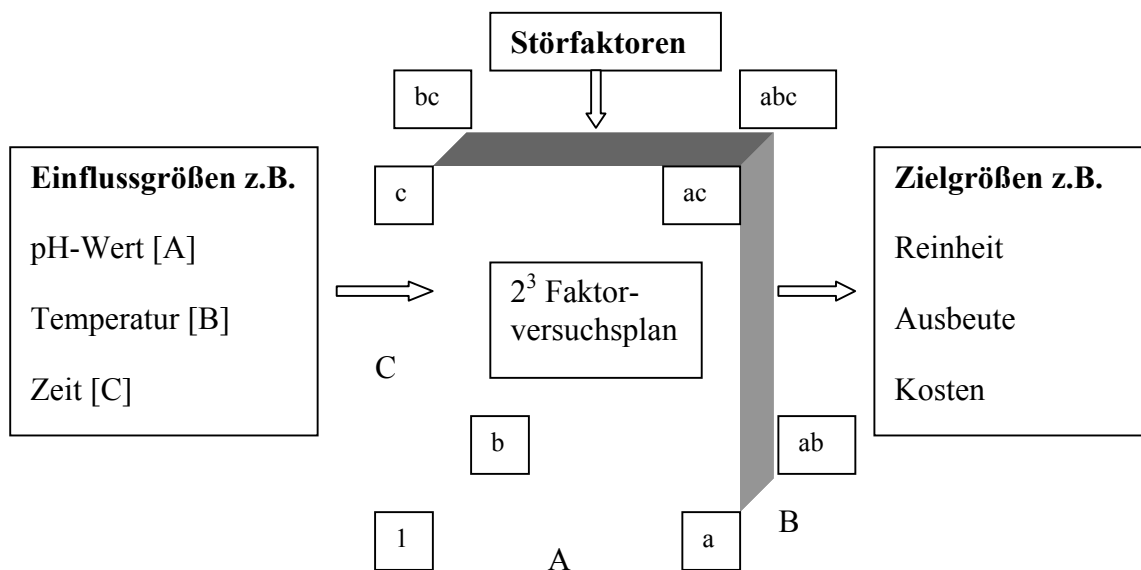 Störfaktoren
bc
abc
Einflussgrößen z.B.
pH-Wert [A]
Temperatur [B]
Zeit [C]
c
ac
2³ Faktor-
versuchsplan
C
b
ab
1
A
a
B
Zielgrößen z.B.
Reinheit
Ausbeute
Kosten